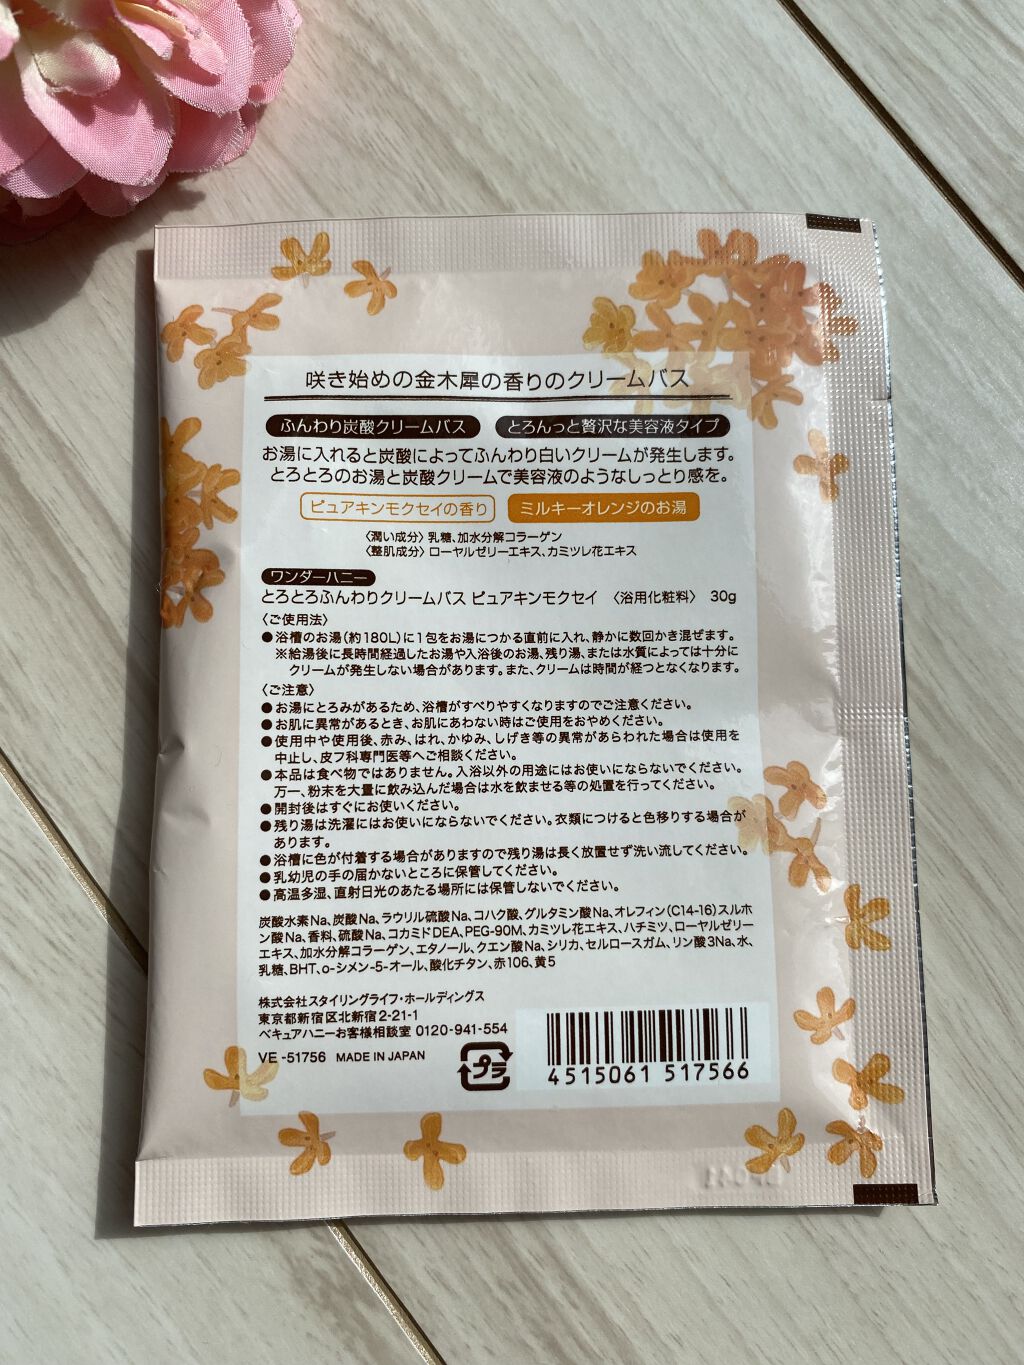 咲き始めの金木犀の香りのクリームバス
ふんわり炭酸クリームバス とろんっと贅沢な美容液タイプ
お湯に入れると炭酸によってふんわり白いクリームが発生します。
とろとろのお湯と炭酸クリームで美容液のようなしっとり感を。
ピュアキンモクセイの香り ミルキーオレンジのお湯
〈潤い成分〉乳糖、加水分解コラーゲン
〈整肌成分〉ローヤルゼリーエキス、カミツレ花エキス
ワンダーハニー
とろとろふんわりクリームバス ピュアキンモクセイ 〈浴用化粧料〉 30g
〈ご使用法〉
●浴槽のお湯(約180L)に1包をお湯につかる直前に入れ、静かに数回かき混ぜます。
※給湯後に長時間経過したお湯や入浴後のお湯、残り湯、または水質によっては十分に
クリームが発生しない場合があります。また、クリームは時間が経つとなくなります。
〈ご注意〉
●お湯にとろみがあるため、浴槽がすべりやすくなりますのでご注意ください。
●お肌に異常があるとき、お肌にあわない時はご使用をおやめください。
●使用中や使用後、赤み、はれ、かゆみ、しげき等の異常があらわれた場合は使用を
中止し、皮フ科専門医等へご相談ください。
●本品は食べ物ではありません。入浴以外の用途にはお使いにならないでください。
万一、粉末を大量に飲み込んだ場合は水を飲ませる等の処置を行ってください。
●開封後はすぐにお使いください。
●残り湯は洗濯にはお使いにならないでください。衣類につけると色移りする場合が
あります。
●浴槽に色が付着する場合がありますので残り湯は長く放置せず洗い流してください。
●乳幼児の手の届かないところに保管してください。
●高温多湿、直射日光のあたる場所には保管しないでください。
炭酸水素Na、炭酸Na、ラウリル硫酸Na、コハク酸、グルタミン酸Na、オレフィン(C14-16)スルホ
ン酸Na、香料、硫酸Na、コカミドDEA、PEG-90M、カミツレ花エキス、ハチミツ、ローヤルゼリー
エキス、加水分解コラーゲン、エタノール、クエン酸Na、シリカ、セルロースガム、リン酸3Na、水、
乳糖、BHT、o-シメン-5-オール、酸化チタン、赤106、黄5
株式会社スタイリングライフ・ホールディングス
東京都新宿区北新宿2-21-1
ベキュアハニーお客様相談室 0120-941-554
VE -51756 MADE IN JAPAN
プラ
4515061 517566